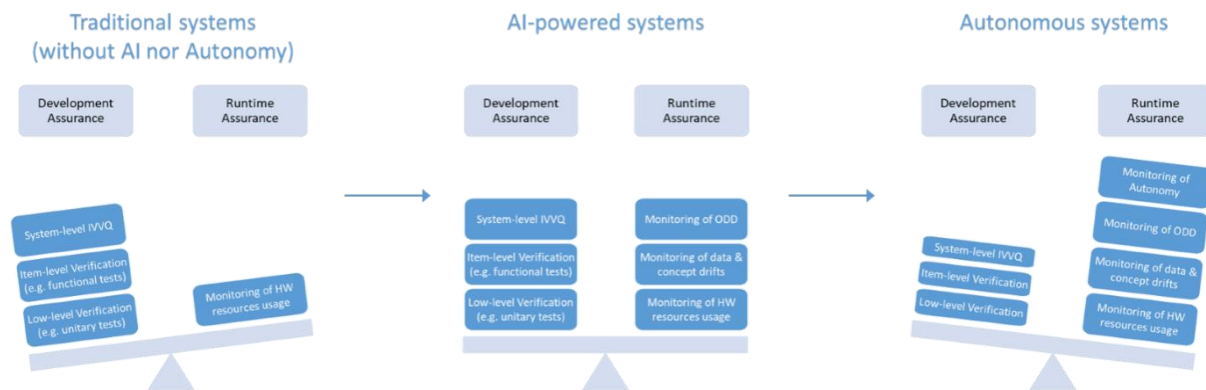 Traditional systems
(without AI nor Autonomy)
Development
Assurance
Runtime
Assurance
System-level IVVQ
Item-level Verification
(e.g. functional tests)
Low-level Verification
(e.g. unitary tests)
Monitoring of HW
resources usage
AI-powered systems
Development
Assurance
Runtime
Assurance
System-level IVVQ
Item-level Verification
(e.g. functional tests)
Low-level Verification
(e.g. unitary tests)
Monitoring of ODD
Monitoring of data &
concept drifts
Monitoring of HW
resources usage
Autonomous systems
Development
Assurance
Runtime
Assurance
System-level IVVQ
Item-level Verification
Low-level Verification
Monitoring of
Autonomy
Monitoring of ODD
Monitoring of data &
concept drifts
Monitoring of HW
resources usage